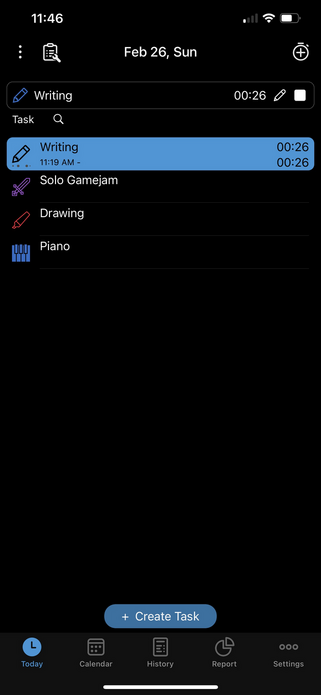 11:46
Feb 26, Sun
Writing 00:26
Task
Writing 00:26
11:19 AM - 00:26
Solo Gamejam
Drawing
Piano
+ Create Task
Today Calendar History Report Settings